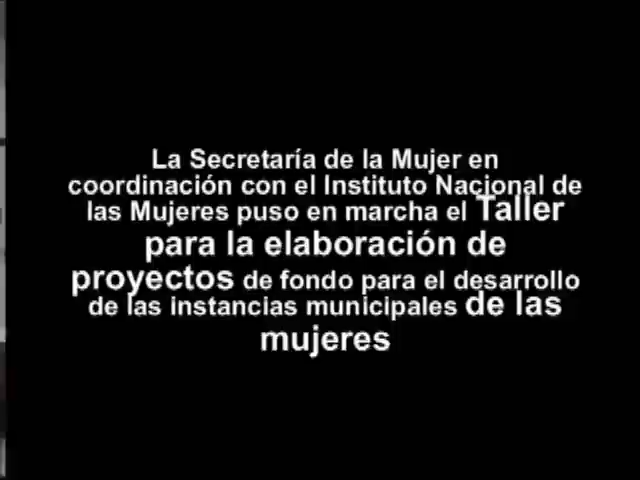 La Secretaría de la Mujer en
coordinación con el Instituto Nacional de
las Mujeres puso en marcha el Taller
para la elaboración de
proyectos de fondo para el desarrollo
de las instancias municipales de las
mujeres